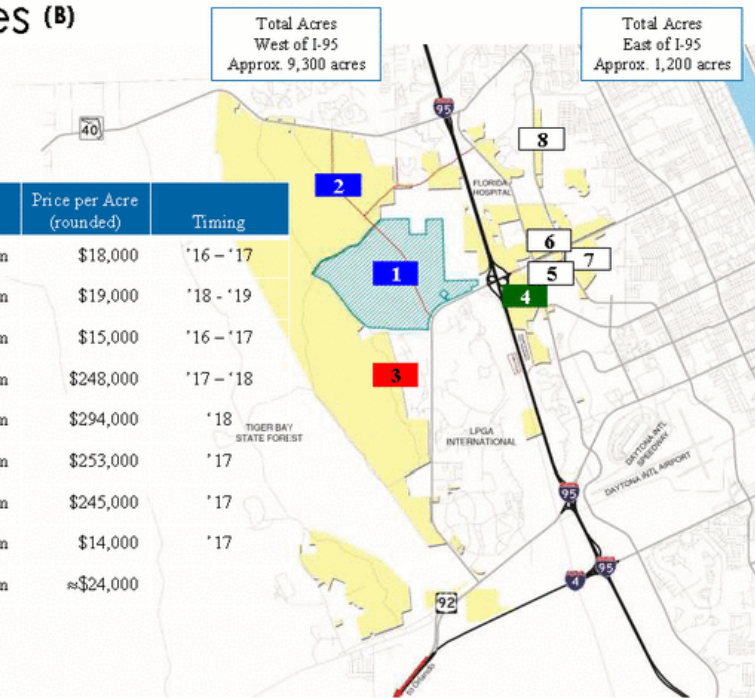 es (B)
Total Acres
West of I-95
Approx. 9,300 acres
Total Acres
East of I-95
Approx. 1,200 acres
40
95
8
2
FLORIDA
HOSPITAL
Price per Acre
(rounded)
Timing
m
$18,000
'16 – '17
m
$19,000
'18 - '19
m
$15,000
'16 – '17
m
$248,000
'17 – '18
m
$294,000
'18
m
$253,000
'17
m
$245,000
'17
m
$14,000
'17
m
≈$24,000
6
7
5
1
4
3
TIGER BAY
STATE FOREST
LPGA
INTERNATIONAL
DAYTONA INTL
SPEEDWAY
DAYTONA INTL AIRPORT
95
95
4
92
to Orlando